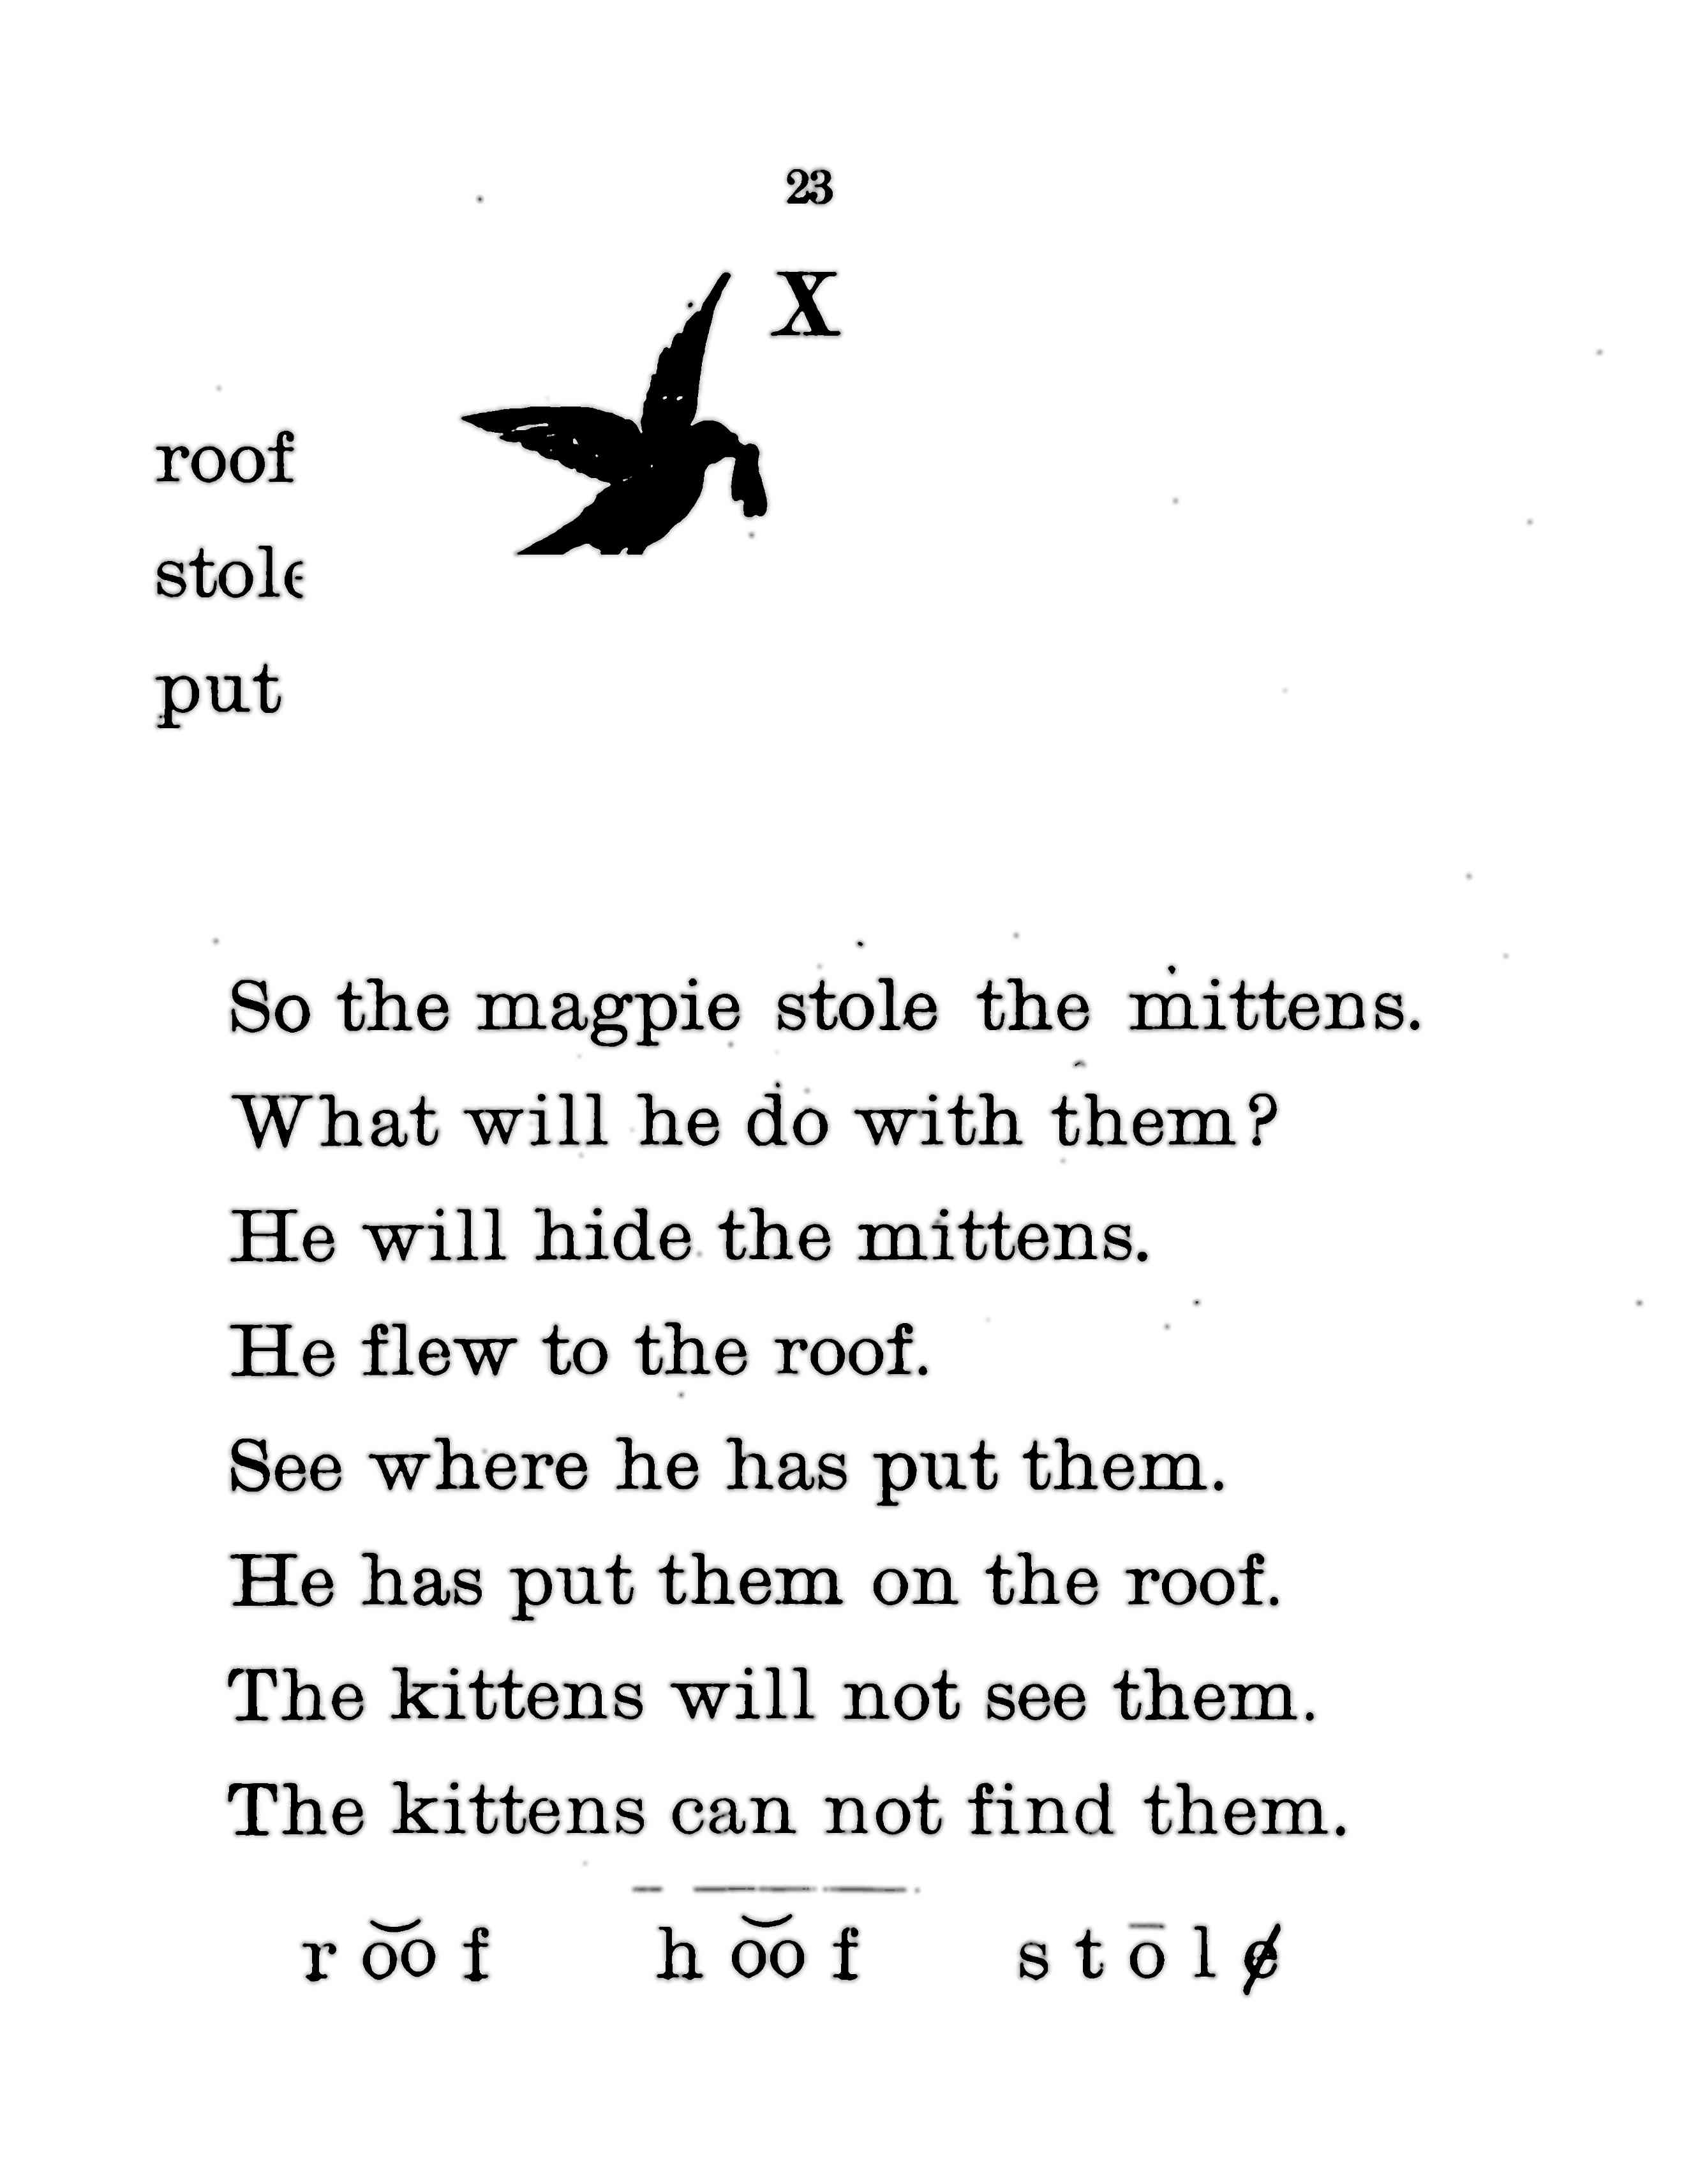 23
X
roof
stole
put
So the magpie stole the mittens.
What will he do with them?
He will hide the mittens.
He flew to the roof.
See where he has put them.
He has put them on the roof.
The kittens will not see them.
The kittens can not find them.
r o͝o f h o͝o f s t ō l e̸